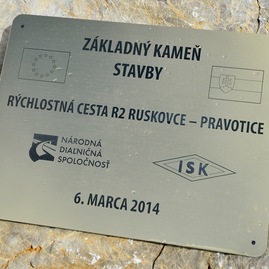 ZÁKLADNÝ KAMEŇ
STAVBY
RÝCHLOSTNÁ CESTA R2 RUSKOVCE – PRAVOTICE
NÁRODNÁ
DIAĽNIČNÁ
SPOLOČNOSŤ
ISK
6. MARCA 2014